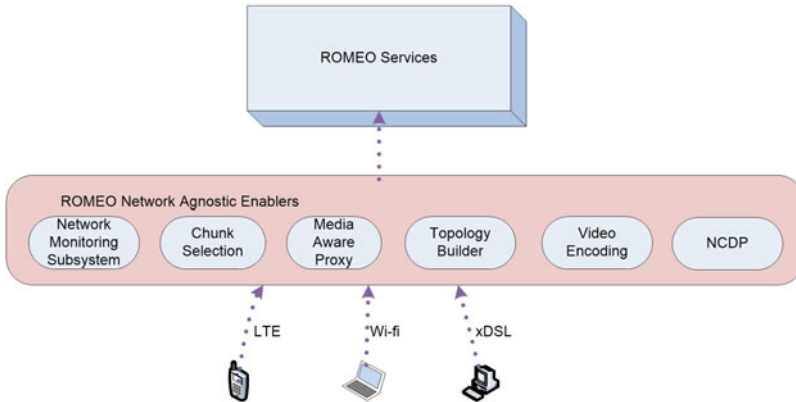 ROMEO Services
ROMEO Network Agnostic Enablers
Network
Monitoring
Subsystem
Chunk
Selection
Media
Aware
Proxy
Topology
Builder
Video
Encoding
NCDP
LTE
Wi-fi
xDSL